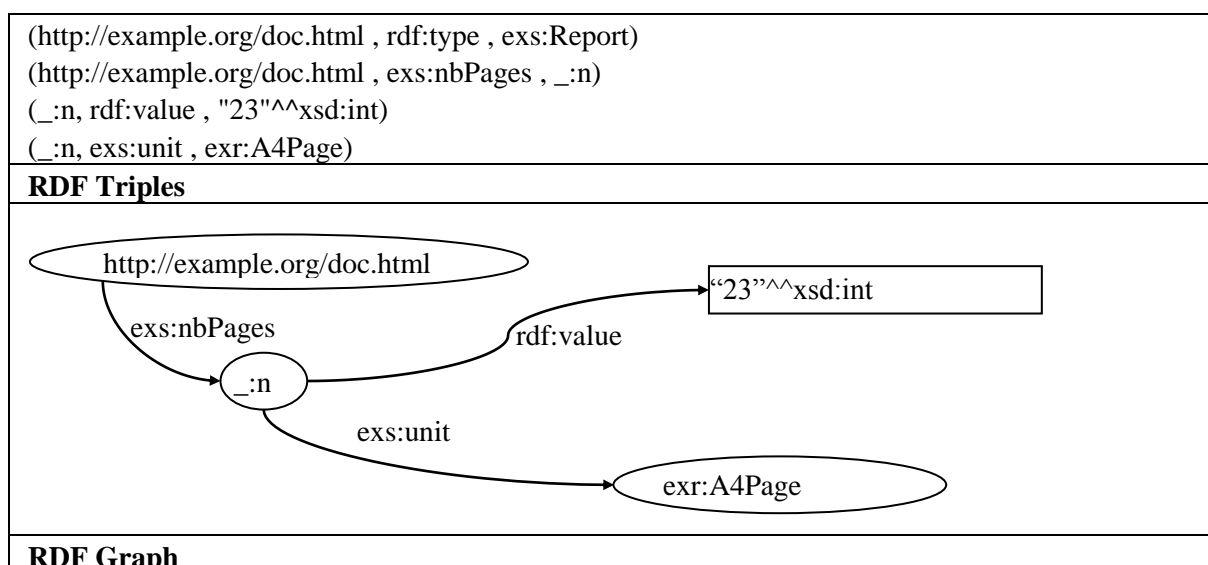 (http://example.org/doc.html , rdf:type , exs:Report)
(http://example.org/doc.html , exs:nbPages , _:n)
(_:n, rdf:value , "23"^^xsd:int)
(_:n, exs:unit , exr:A4Page)
RDF Triples
http://example.org/doc.html
“23”^^xsd:int
exs:nbPages
rdf:value
_:n
exs:unit
exr:A4Page
RDF Graph